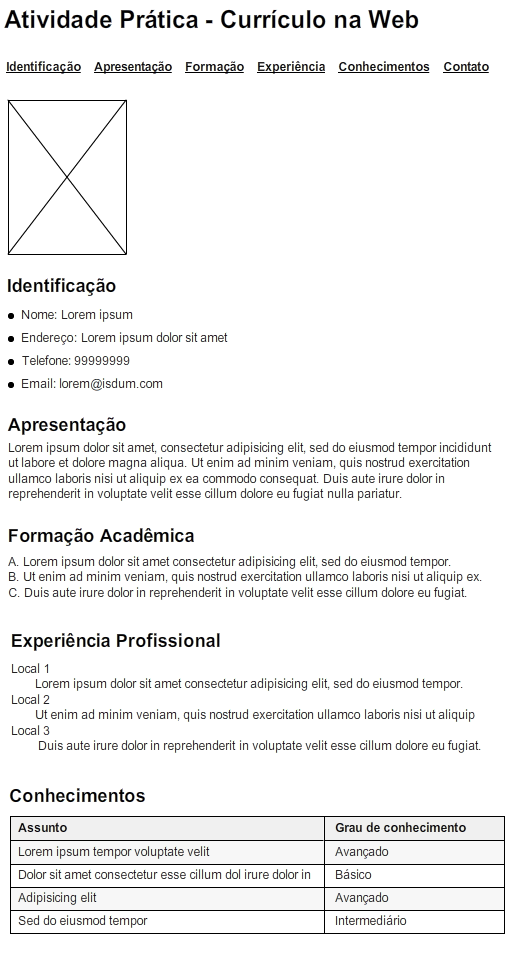 Atividade Prática - Currículo na Web
Identificação Apresentação Formação Experiência Conhecimentos Contato
Identificação
Nome: Lorem ipsum
Endereço: Lorem ipsum dolor sit amet
Telefone: 99999999
Email: lorem@isdum.com
Apresentação
Lorem ipsum dolor sit amet, consectetur adipisicing elit, sed do eiusmod tempor incididunt
ut labore et dolore magna aliqua. Ut enim ad minim veniam, quis nostrud exercitation
ullamco laboris nisi ut aliquip ex ea commodo consequat. Duis aute irure dolor in
reprehenderit in voluptate velit esse cillum dolore eu fugiat nulla pariatur.
Formação Acadêmica
A. Lorem ipsum dolor sit amet consectetur adipisicing elit, sed do eiusmod tempor.
B. Ut enim ad minim veniam, quis nostrud exercitation ullamco laboris nisi ut aliquip ex.
C. Duis aute irure dolor in reprehenderit in voluptate velit esse cillum dolore eu fugiat.
Experiência Profissional
Local 1
Lorem ipsum dolor sit amet consectetur adipisicing elit, sed do eiusmod tempor.
Local 2
Ut enim ad minim veniam, quis nostrud exercitation ullamco laboris nisi ut aliquip
Local 3
Duis aute irure dolor in reprehenderit in voluptate velit esse cillum dolore eu fugiat.
Conhecimentos
Assunto Grau de conhecimento
Lorem ipsum tempor voluptate velit Avançado
Dolor sit amet consectetur esse cillum dol irure dolor in Básico
Adipisicing elit Avançado
Sed do eiusmod tempor Intermediário